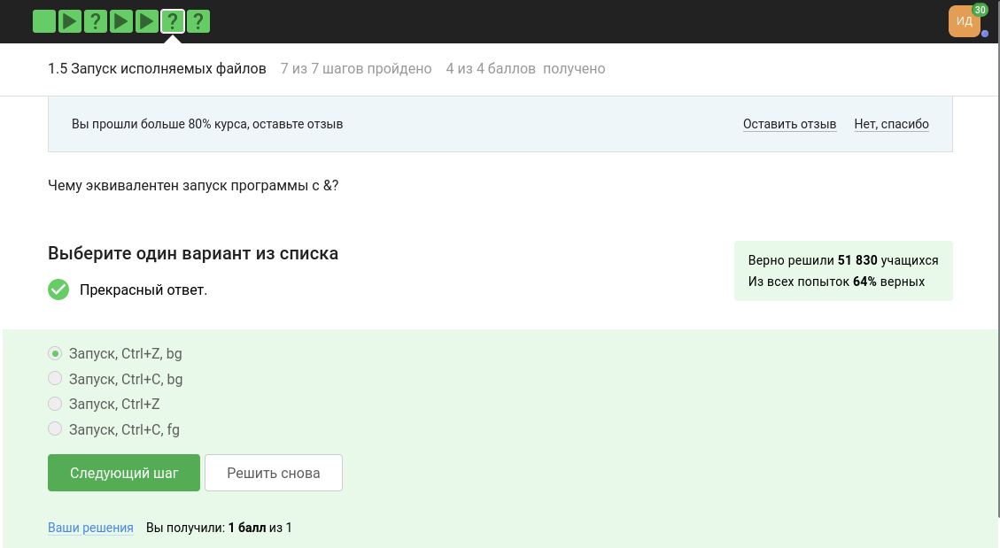 ? ? ?
ИД
30
1.5 Запуск исполняемых файлов 7 из 7 шагов пройдено 4 из 4 баллов получено
Вы прошли больше 80% курса, оставьте отзыв Оставить отзыв Нет, спасибо
Чему эквивалентен запуск программы с &?
Выберите один вариант из списка
Прекрасный ответ.
Верно решили 51 830 учащихся
Из всех попыток 64% верных
Запуск, Ctrl+Z, bg
Запуск, Ctrl+C, bg
Запуск, Ctrl+Z
Запуск, Ctrl+C, fg
Следующий шаг Решить снова
Ваши решения Вы получили: 1 балл из 1